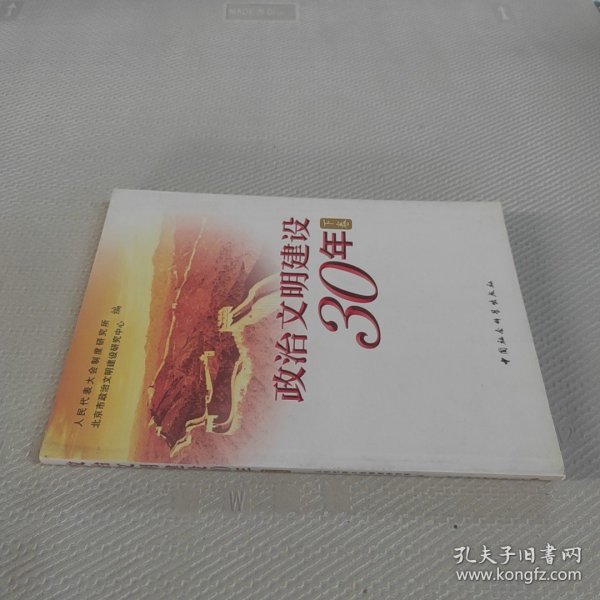 人民代表大会制度研究所
北京市政治文明建设研究中心
编
政治文明建设
30年
下卷
中国社会科学出版社
孔夫子旧书网
www.kongfz.com